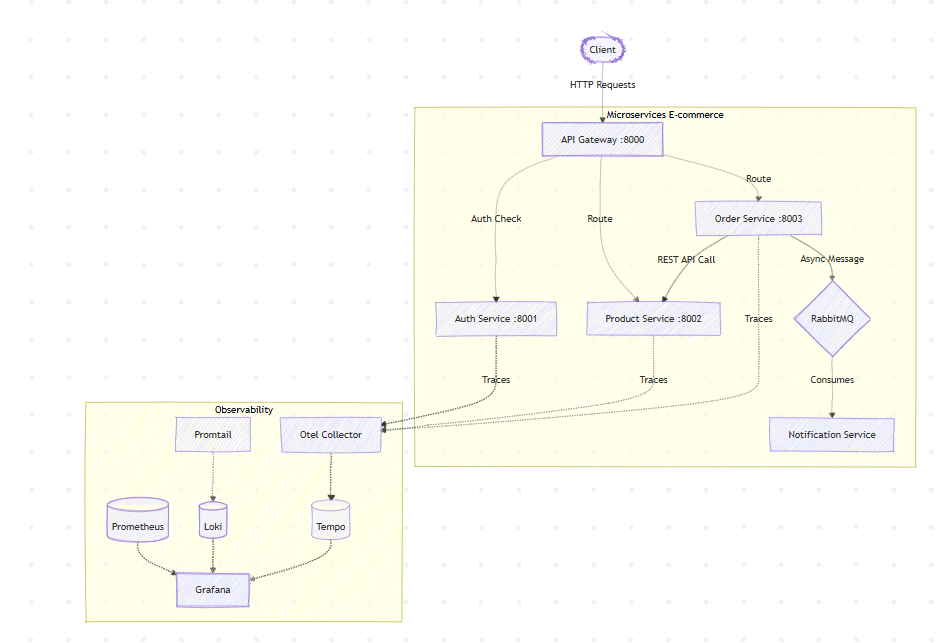 Client
HTTP Requests
Microservices E-commerce
API Gateway :8000
Route
Auth Check
Route
Order Service :8003
REST API Call
Async Message
Auth Service :8001
Product Service :8002
Traces
RabbitMQ
Traces
Traces
Consumes
Observability
Promtail
Otel Collector
Notification Service
Prometheus
Loki
Tempo
Grafana